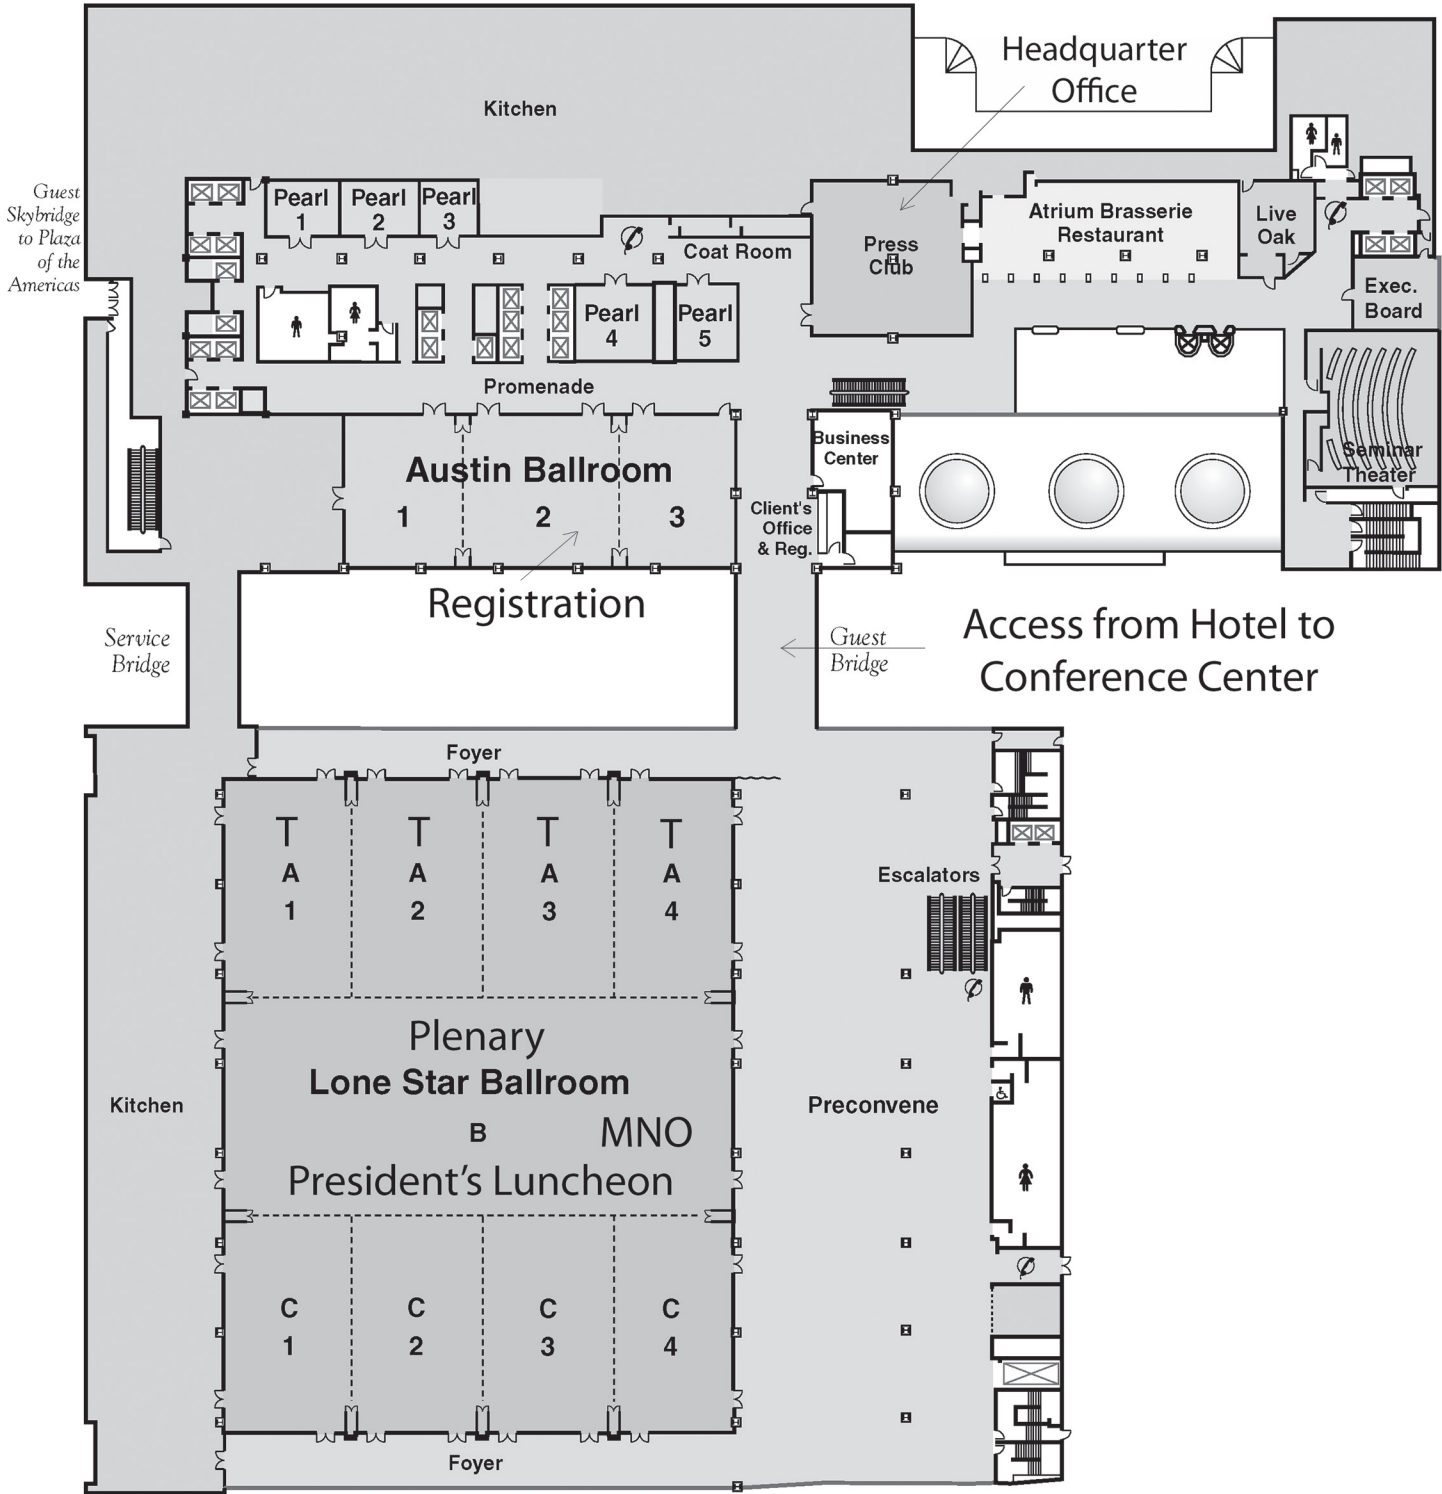 Headquarter
Office
Kitchen
Guest
Skybridge
to Plaza
of the
Americas
Pearl
1
Pearl
2
Pearl
3
Coat Room
Press
Club
Atrium Brasserie
Restaurant
Live
Oak
Exec.
Board
Pearl
4
Pearl
5
Promenade
Austin Ballroom
1
2
3
Business
Center
Client's
Office
& Reg.
Seminar
Theater
Registration
Service
Bridge
Guest
Bridge
Access from Hotel to
Conference Center
Foyer
T
A
1
T
A
2
T
A
3
T
A
4
Escalators
Plenary
Lone Star Ballroom
B
MNO
President's Luncheon
Kitchen
Preconvene
C
1
C
2
C
3
C
4
Foyer